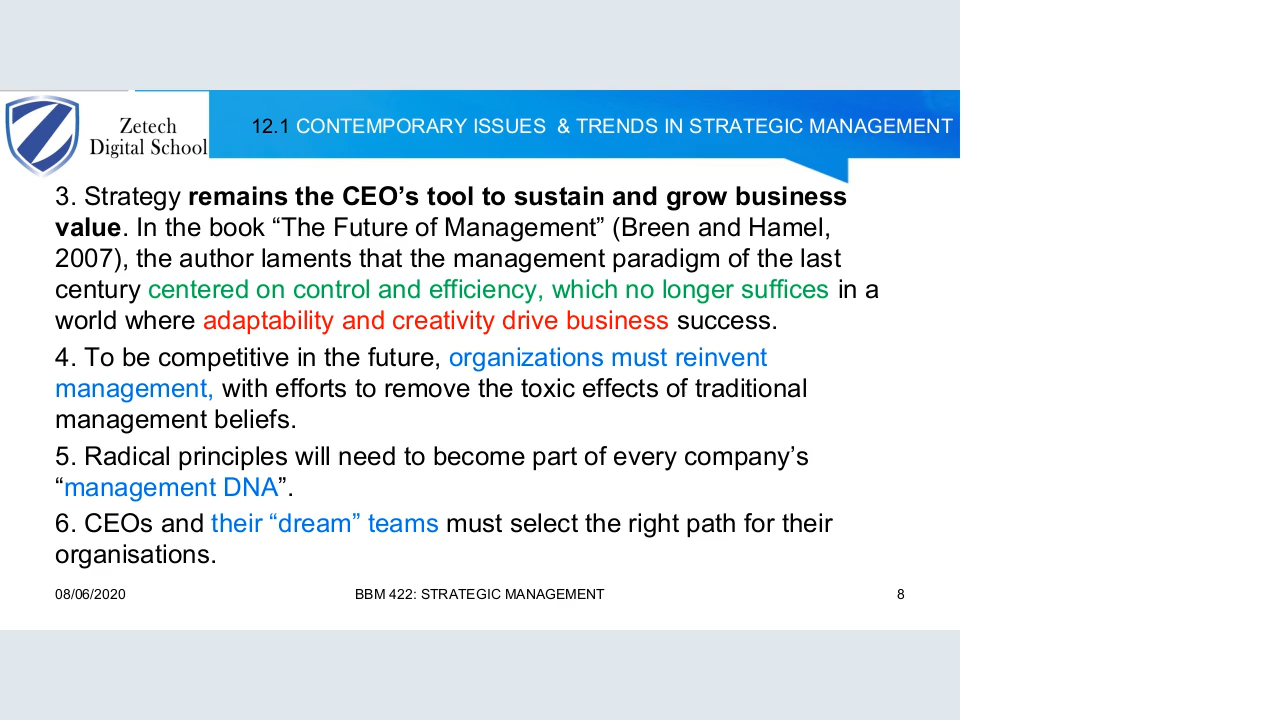 Zetech
Digital School
12.1 CONTEMPORARY ISSUES  & TRENDS IN STRATEGIC MANAGEMENT
3. Strategy remains the CEO’s tool to sustain and grow business
value. In the book “The Future of Management” (Breen and Hamel,
2007), the author laments that the management paradigm of the last
century centered on control and efficiency, which no longer suffices in a
world where adaptability and creativity drive business success.
4. To be competitive in the future, organizations must reinvent
management, with efforts to remove the toxic effects of traditional
management beliefs.
5. Radical principles will need to become part of every company’s
“management DNA”.
6. CEOs and their “dream” teams must select the right path for their
organisations.
08/06/2020
BBM 422: STRATEGIC MANAGEMENT
8